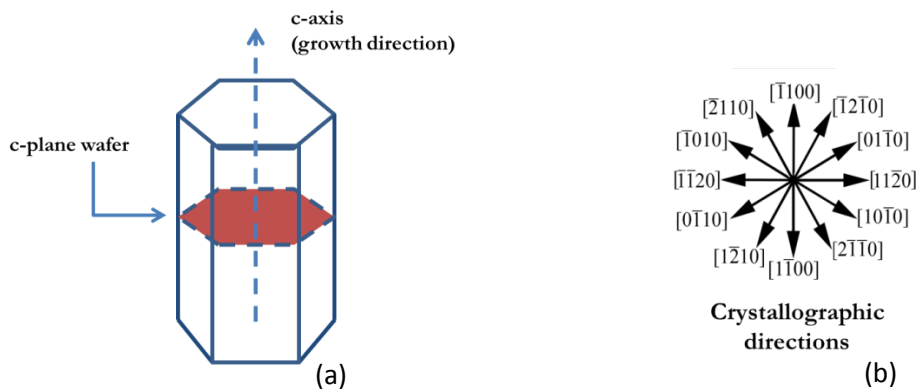 c-axis
(growth direction)
c-plane wafer
(a)
[1̅100]
[2̅110]
[1̅21̅0]
[1̅010]
[011̅0]
[1̅1̅20]
[112̅0]
[01̅10]
[101̅0]
[12̅10]
[21̅1̅0]
[11̅00]
Crystallographic
directions
(b)